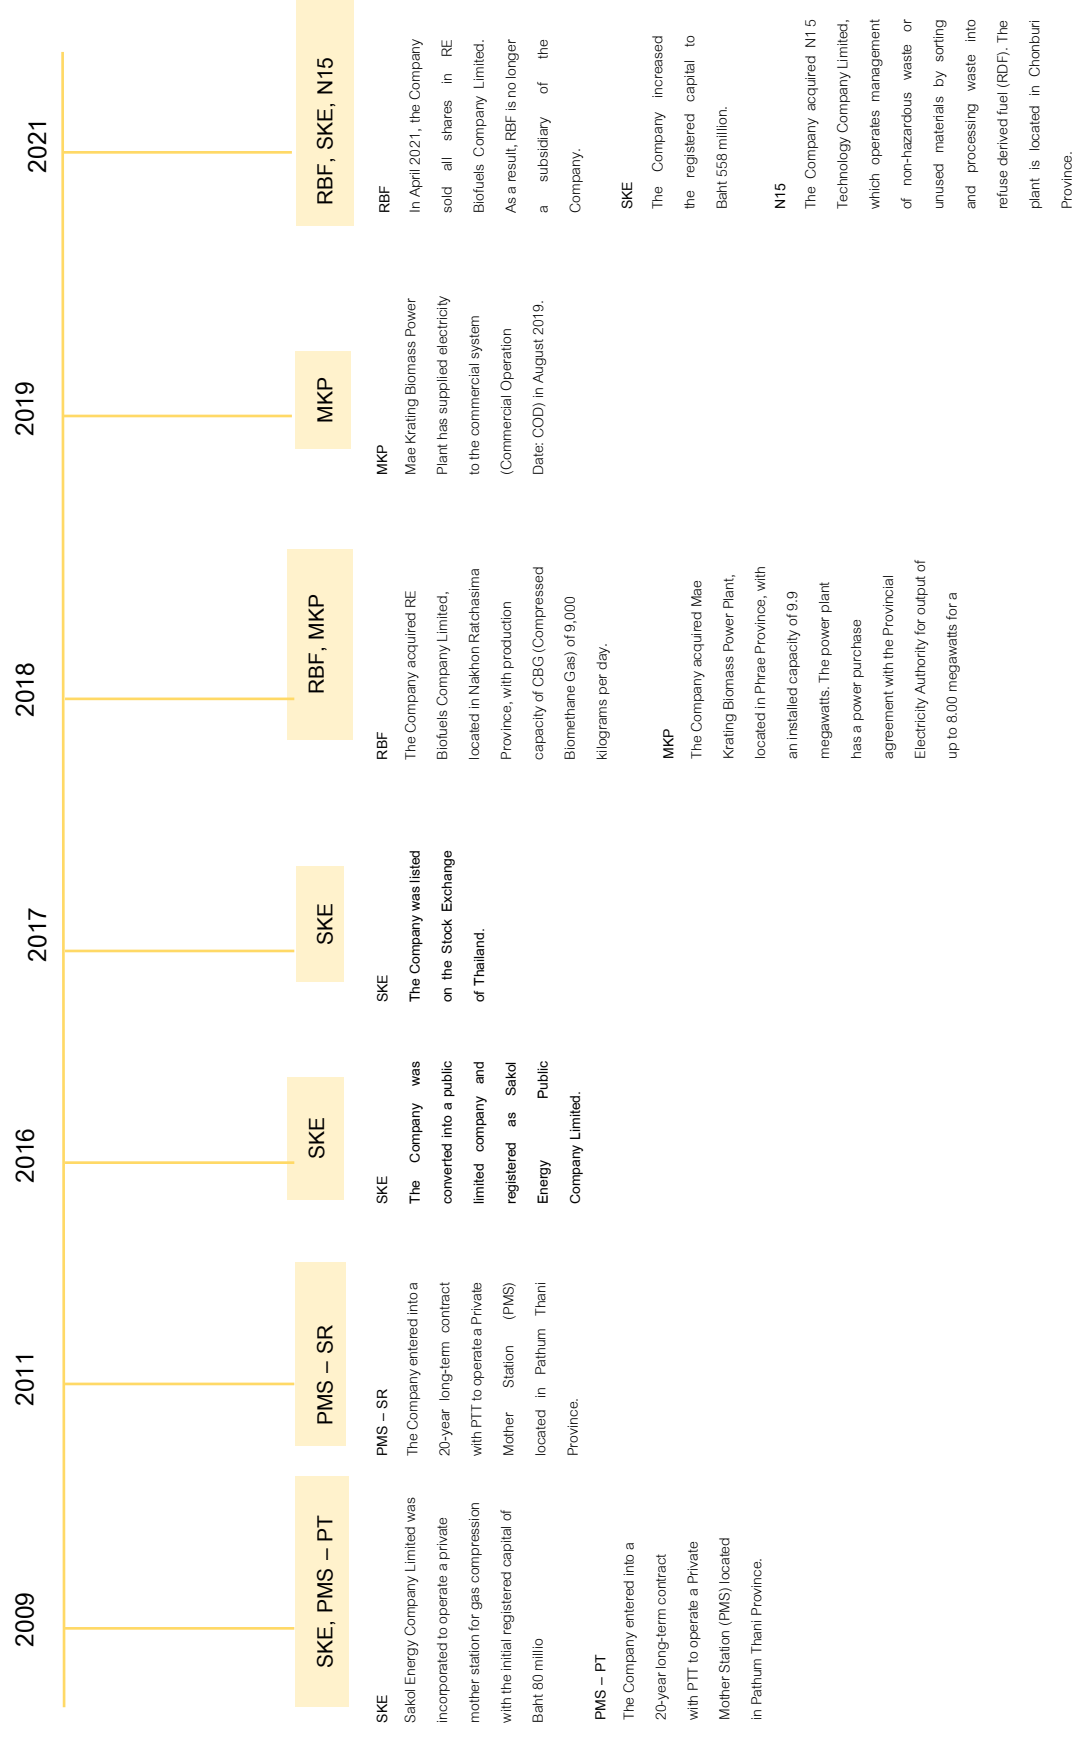 2009
SKE, PMS – PT
SKE
Sakol Energy Company Limited was
incorporated to operate a private
mother station for gas compression
with the initial registered capital of
Baht 80 millio
PMS – PT
The Company entered into a
20-year long-term contract
with PTT to operate a Private
Mother Station (PMS) located
in Pathum Thani Province.
2011
PMS – SR
PMS – SR
The Company entered into a
20-year long-term contract
with PTT to operate a Private
Mother Station (PMS)
located in Pathum Thani
Province.
2016
SKE
SKE
The Company was
converted into a public
limited company and
registered as Sakol
Energy Public
Company Limited.
2017
SKE
SKE
The Company was listed
on the Stock Exchange
of Thailand.
2018
RBF, MKP
RBF
The Company acquired RE
Biofuels Company Limited,
located in Nakhon Ratchasima
Province, with production
capacity of CBG (Compressed
Biomethane Gas) of 9,000
kilograms per day.
MKP
The Company acquired Mae
Krating Biomass Power Plant,
located in Phrae Province, with
an installed capacity of 9.9
megawatts. The power plant
has a power purchase
agreement with the Provincial
Electricity Authority for output of
up to 8.00 megawatts for a
2019
MKP
MKP
Mae Krating Biomass Power
Plant has supplied electricity
to the commercial system
(Commercial Operation
Date: COD) in August 2019.
2021
RBF, SKE, N15
RBF
In April 2021, the Company
sold all shares in RE
Biofuels Company Limited.
As a result, RBF is no longer
a subsidiary of the
Company.
SKE
The Company increased
the registered capital to
Baht 558 million.
N15
The Company acquired N15
Technology Company Limited,
which operates management
of non-hazardous waste or
unused materials by sorting
and processing waste into
refuse derived fuel (RDF). The
plant is located in Chonburi
Province.